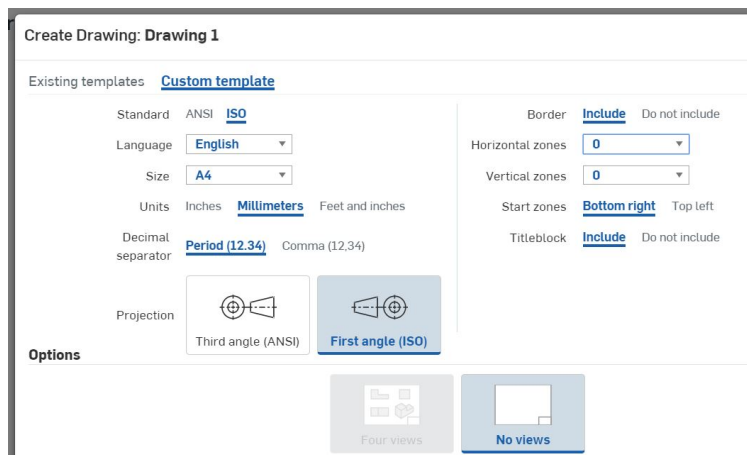 Create Drawing: Drawing 1
Existing templates Custom template
Standard ANSI ISO
Language English
Size A4
Units Inches Millimeters Feet and inches
Decimal separator Period (12.34) Comma (12,34)
Projection
Third angle (ANSI) First angle (ISO)
Border Include Do not include
Horizontal zones 0
Vertical zones 0
Start zones Bottom right Top left
Titleblock Include Do not include
Options
Four views No views